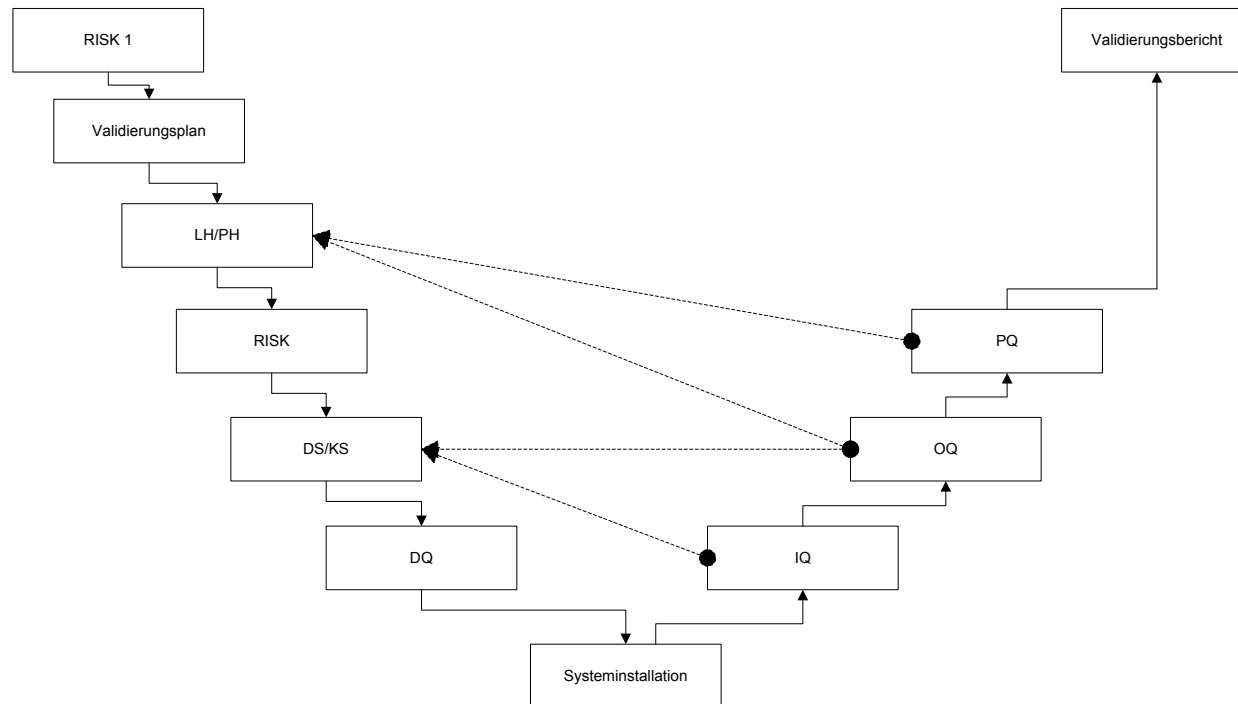 RISK 1
Validierungsbericht
Validierungsplan
LH/PH
RISK
PQ
DS/KS
OQ
DQ
IQ
Systeminstallation